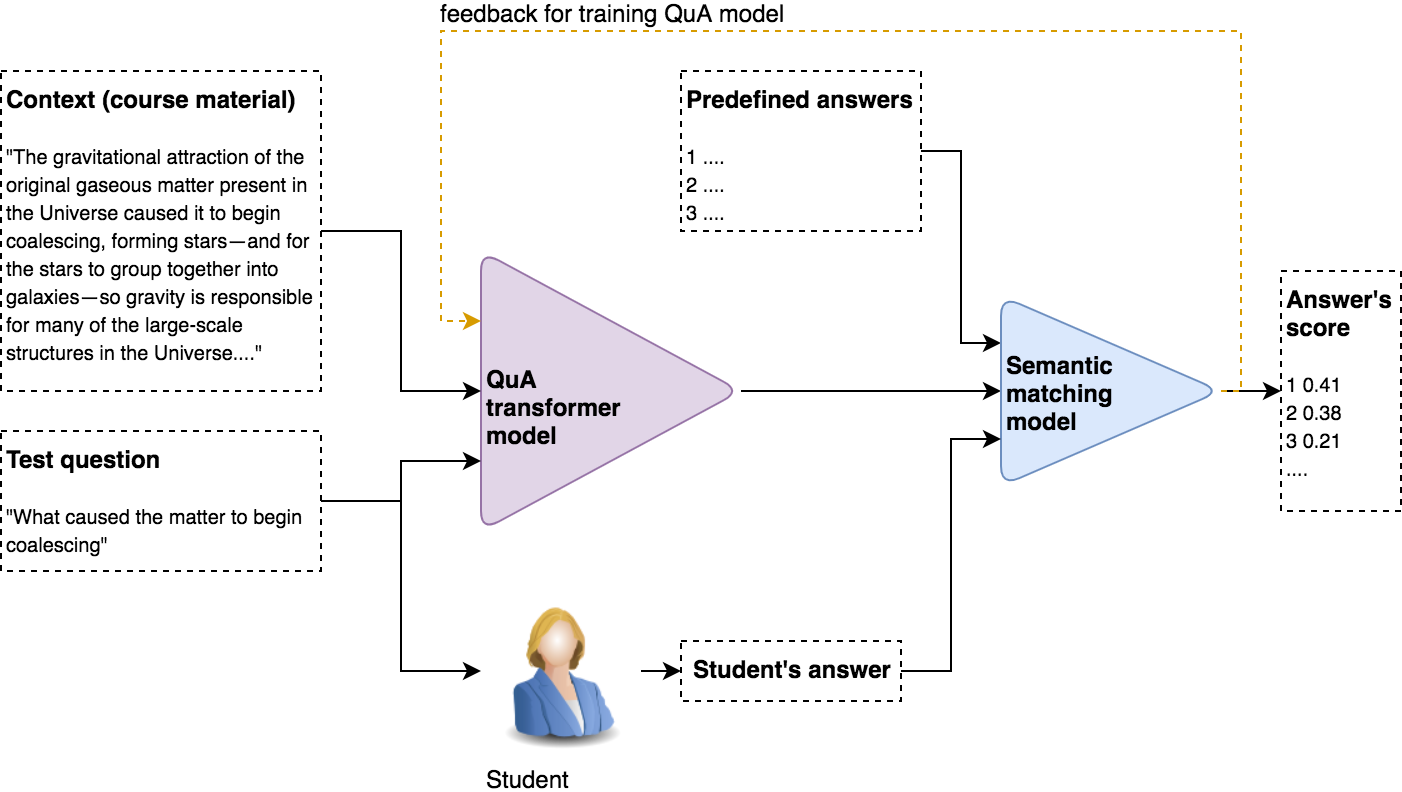 feedback for training QuA model
Context (course material)
"The gravitational attraction of the
original gaseous matter present in
the Universe caused it to begin
coalescing, forming stars—and for
the stars to group together into
galaxies—so gravity is responsible
for many of the large-scale
structures in the Universe...."
Test question
"What caused the matter to begin
coalescing"
QuA
transformer
model
Predefined answers
1 ....
2 ....
3 ....
Student
Student's answer
Semantic
matching
model
Answer's
score
1 0.41
2 0.38
3 0.21
....